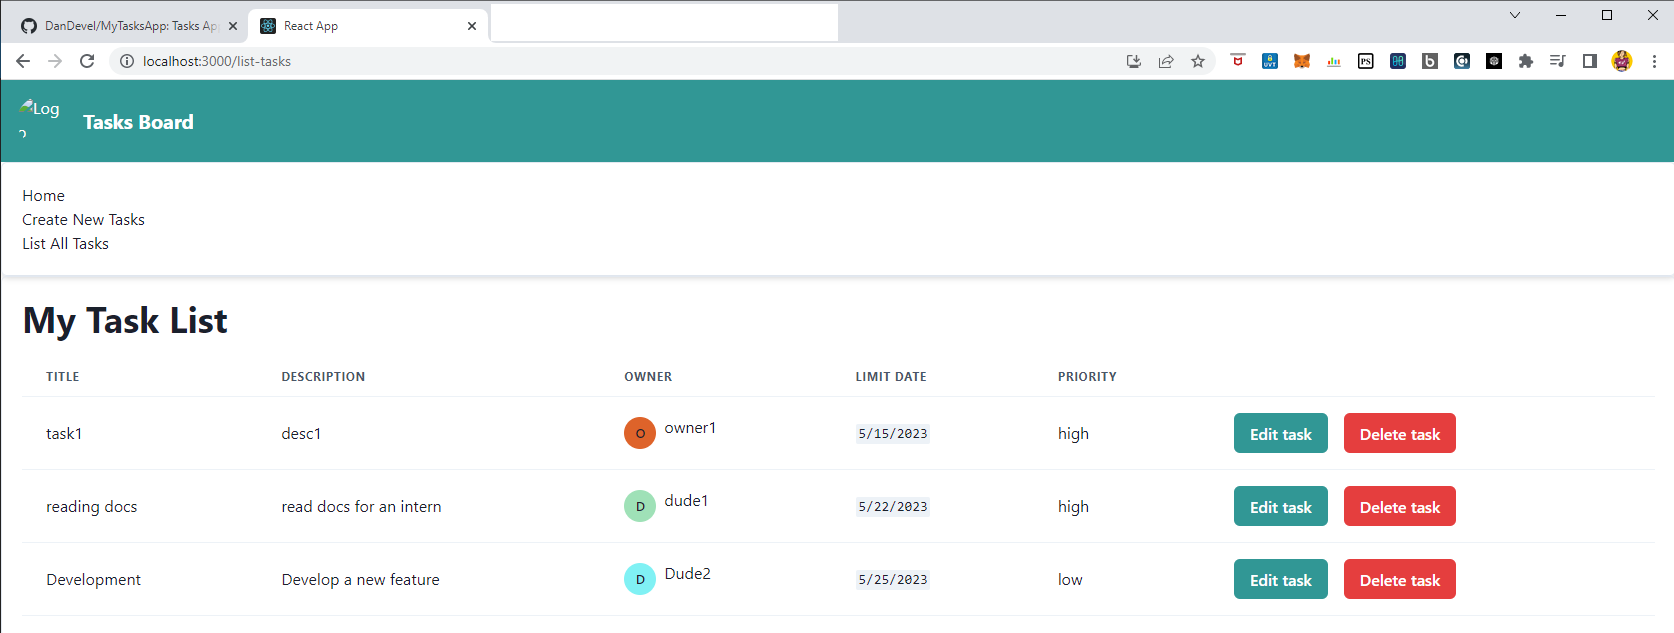 DanDevel/MyTasksApp: Tasks Ap
React App
localhost:3000/list-tasks
UVT
PS
Log
o
Tasks Board
Home
Create New Tasks
List All Tasks
My Task List
TITLE DESCRIPTION OWNER LIMIT DATE PRIORITY
task1 desc1 O owner1 5/15/2023 high Edit task Delete task
reading docs read docs for an intern D dude1 5/22/2023 high Edit task Delete task
Development Develop a new feature D Dude2 5/25/2023 low Edit task Delete task